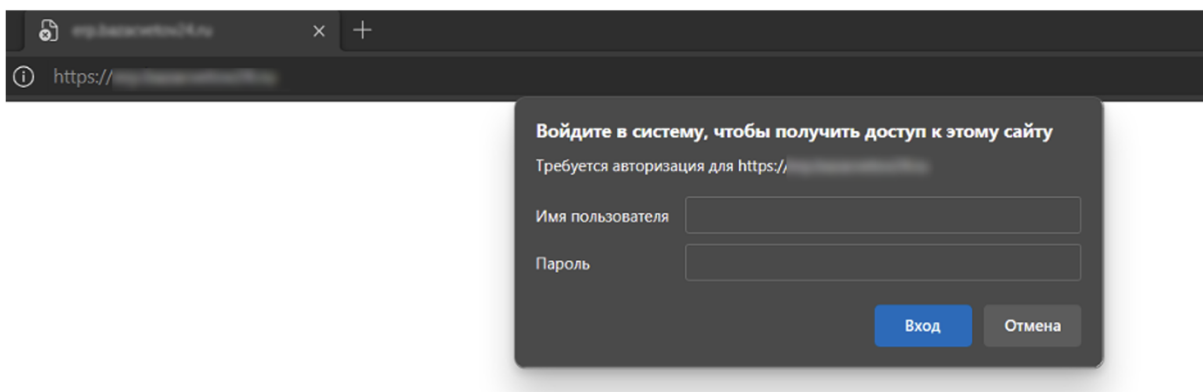 https://
Войдите в систему, чтобы получить доступ к этому сайту
Требуется авторизация для https://
Имя пользователя
Пароль
Вход
Отмена